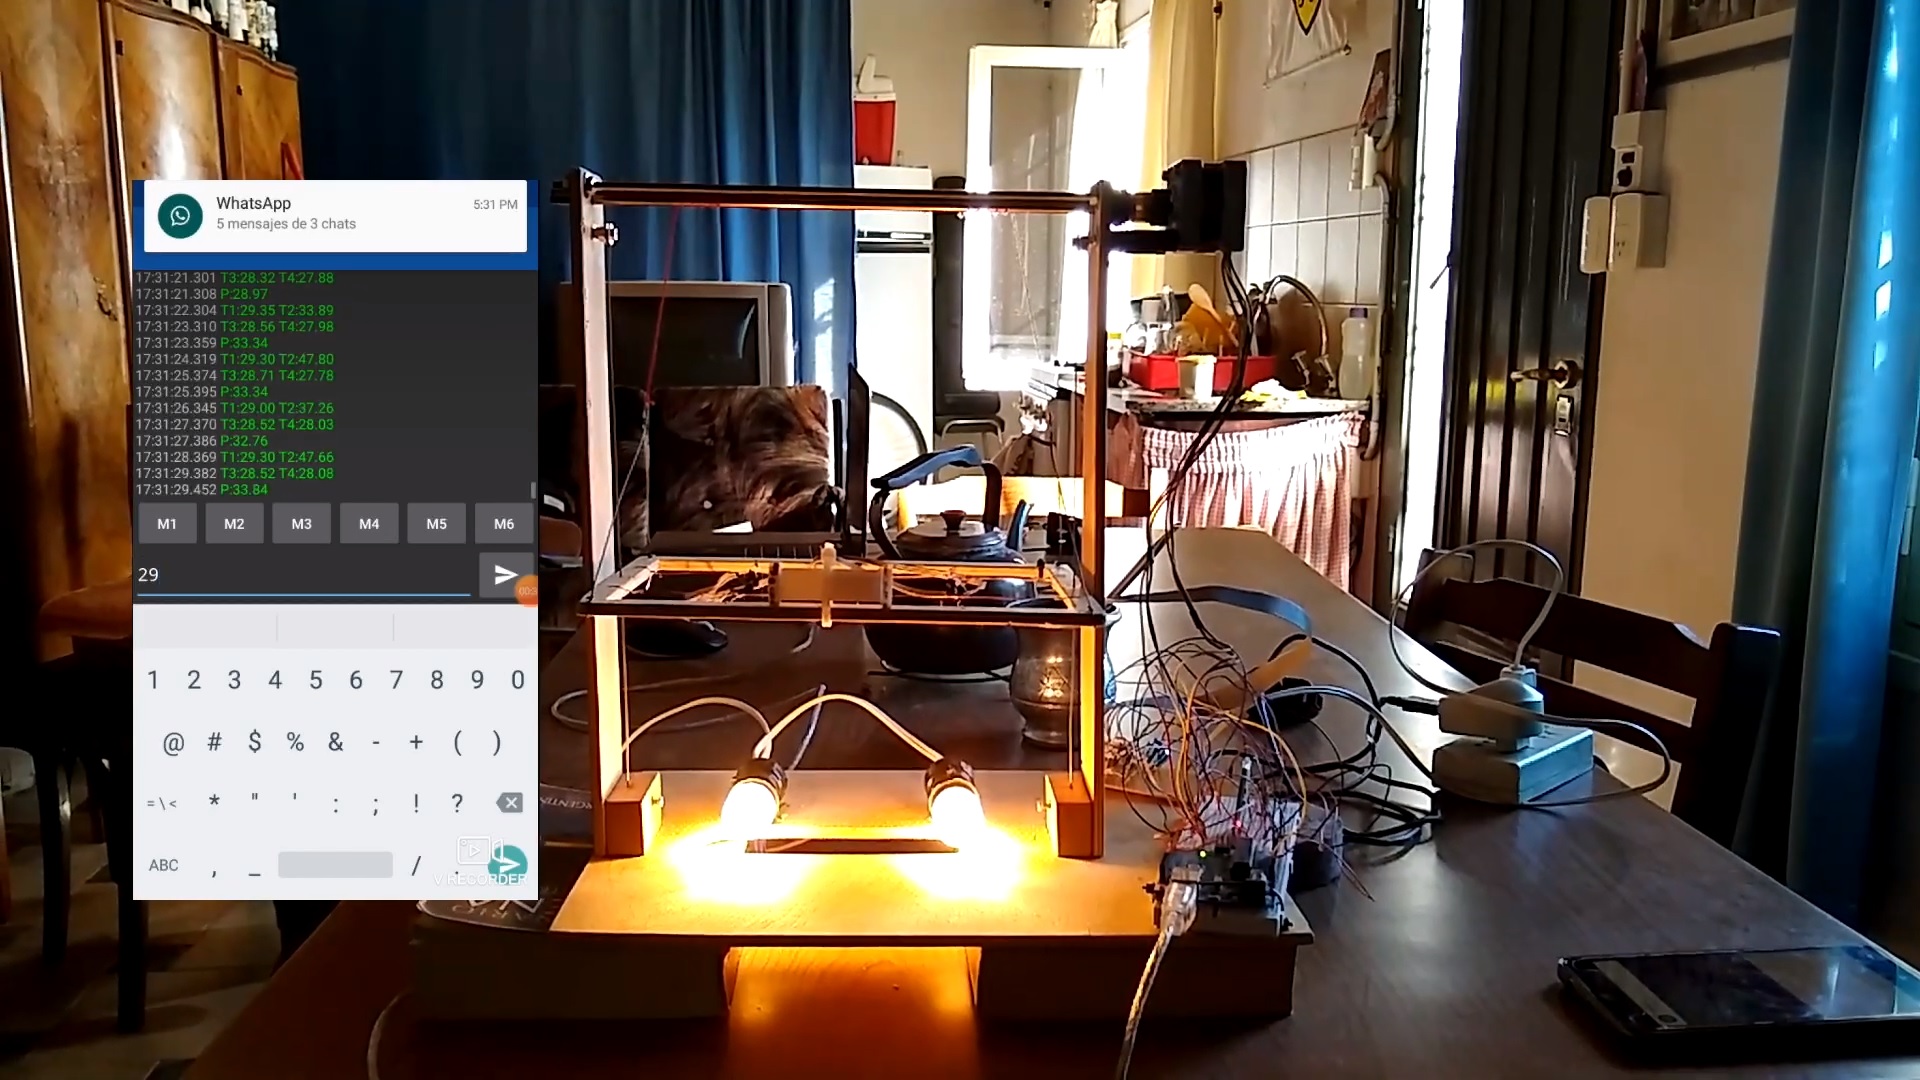 WhatsApp 5:31 PM
5 mensajes de 3 chats
17:31:21.301 T3:28.32 T4:27.88
17:31:21.308 P:28.97
17:31:22.304 T1:29.35 T2:33.89
17:31:23.310 T3:28.56 T4:27.98
17:31:23.359 P:33.34
17:31:24.319 T1:29.30 T2:47.80
17:31:25.374 T3:28.71 T4:27.78
17:31:25.395 P:33.34
17:31:26.345 T1:29.00 T2:37.26
17:31:27.370 T3:28.52 T4:28.03
17:31:27.386 P:32.76
17:31:28.369 T1:29.30 T2:47.66
17:31:29.382 T3:28.52 T4:28.08
17:31:29.452 P:33.84
M1 M2 M3 M4 M5 M6
29
1 2 3 4 5 6 7 8 9 0
@ # $ % & - + ( )
= \ < * " ' : ; ! ?
ABC , _ / .
V RECORDER